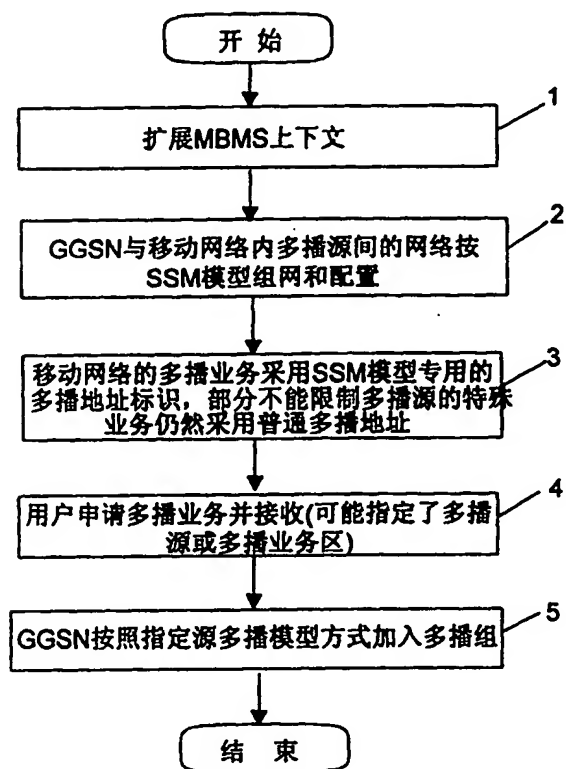 开 始
1
扩展MBMS上下文
2
GGSN与移动网络内多播源间的网络按
SSM模型组网和配置
3
移动网络的多播业务采用SSM模型专用的
多播地址标识，部分不能限制多播源的特殊
业务仍然采用普通多播地址
4
用户申请多播业务并接收(可能指定了多播
源或多播业务区)
5
GGSN按照指定源多播模型方式加入多播组
结 束